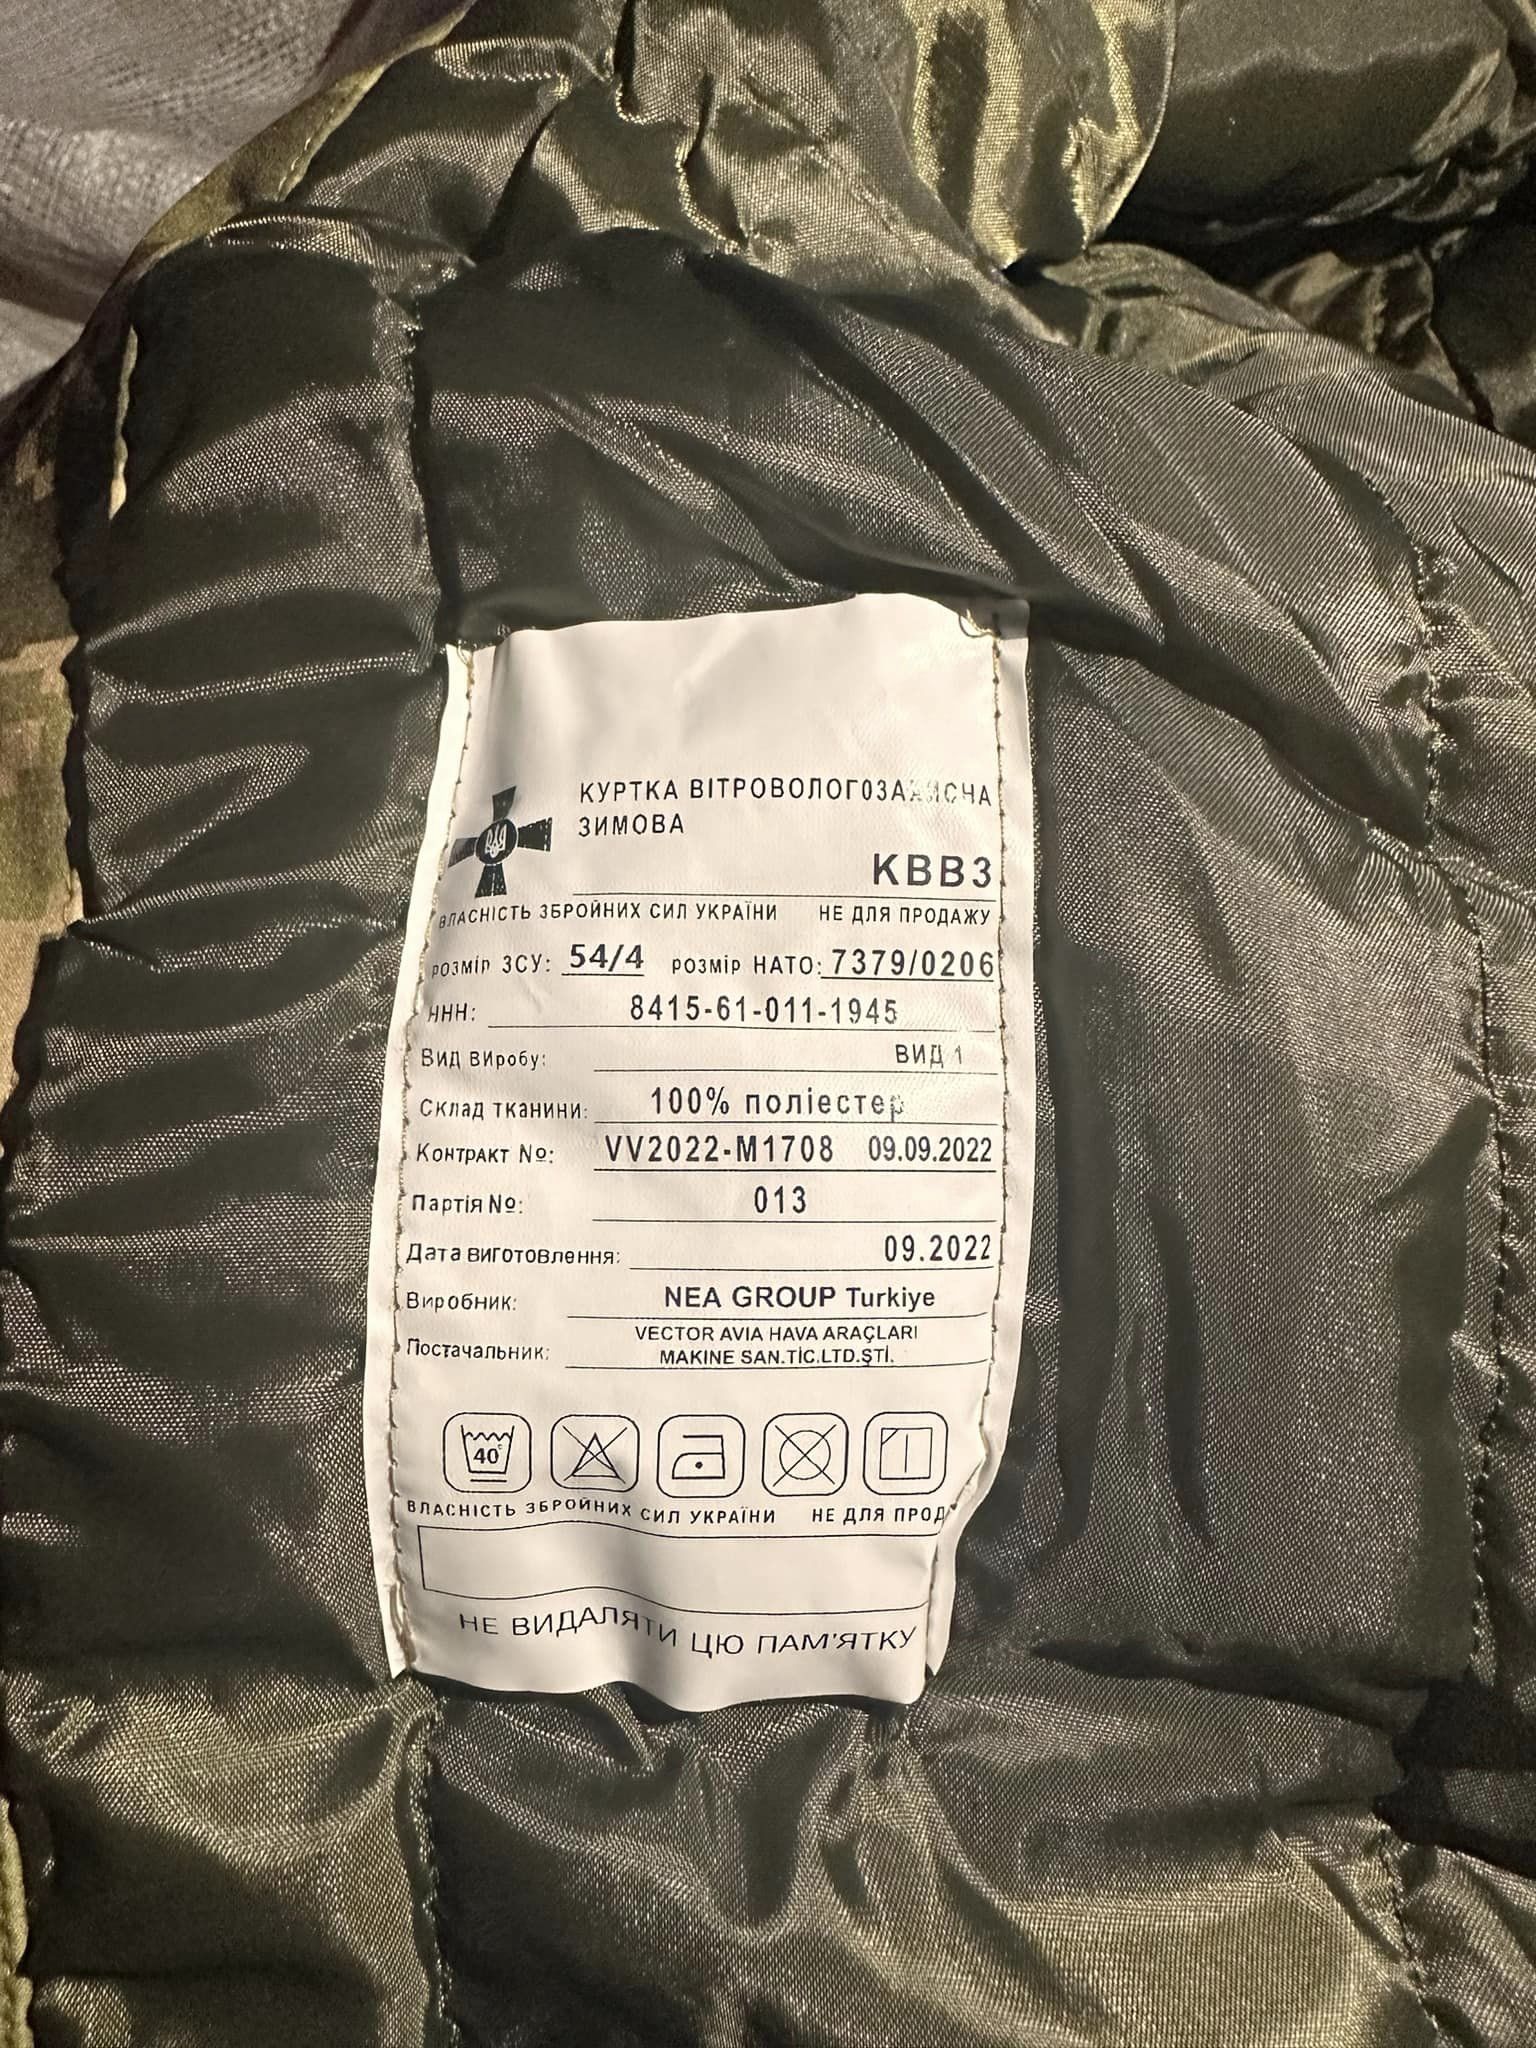 КУРТКА ВІТРОВОЛОГОЗАХИСНА
ЗИМОВА
КВВЗ
ВЛАСНІСТЬ ЗБРОЙНИХ СИЛ УКРАЇНИ НЕ ДЛЯ ПРОДАЖУ
розмір ЗСУ: 54/4 розмір НАТО: 7379/0206
ННН: 8415-61-011-1945
Вид виробу: ВИД 1
Склад тканини: 100% поліестер
Контракт №: VV2022-M1708 09.09.2022
Партія №: 013
Дата виготовлення: 09.2022
Виробник: NEA GROUP Turkiye
Постачальник: VECTOR AVIA HAVA ARAÇLARI
MAKINE SAN.TİC.LTD.ŞTİ.
40°C
ВЛАСНІСТЬ ЗБРОЙНИХ СИЛ УКРАЇНИ НЕ ДЛЯ ПРОД
НЕ ВИДАЛЯТИ ЦЮ ПАМ'ЯТКУ